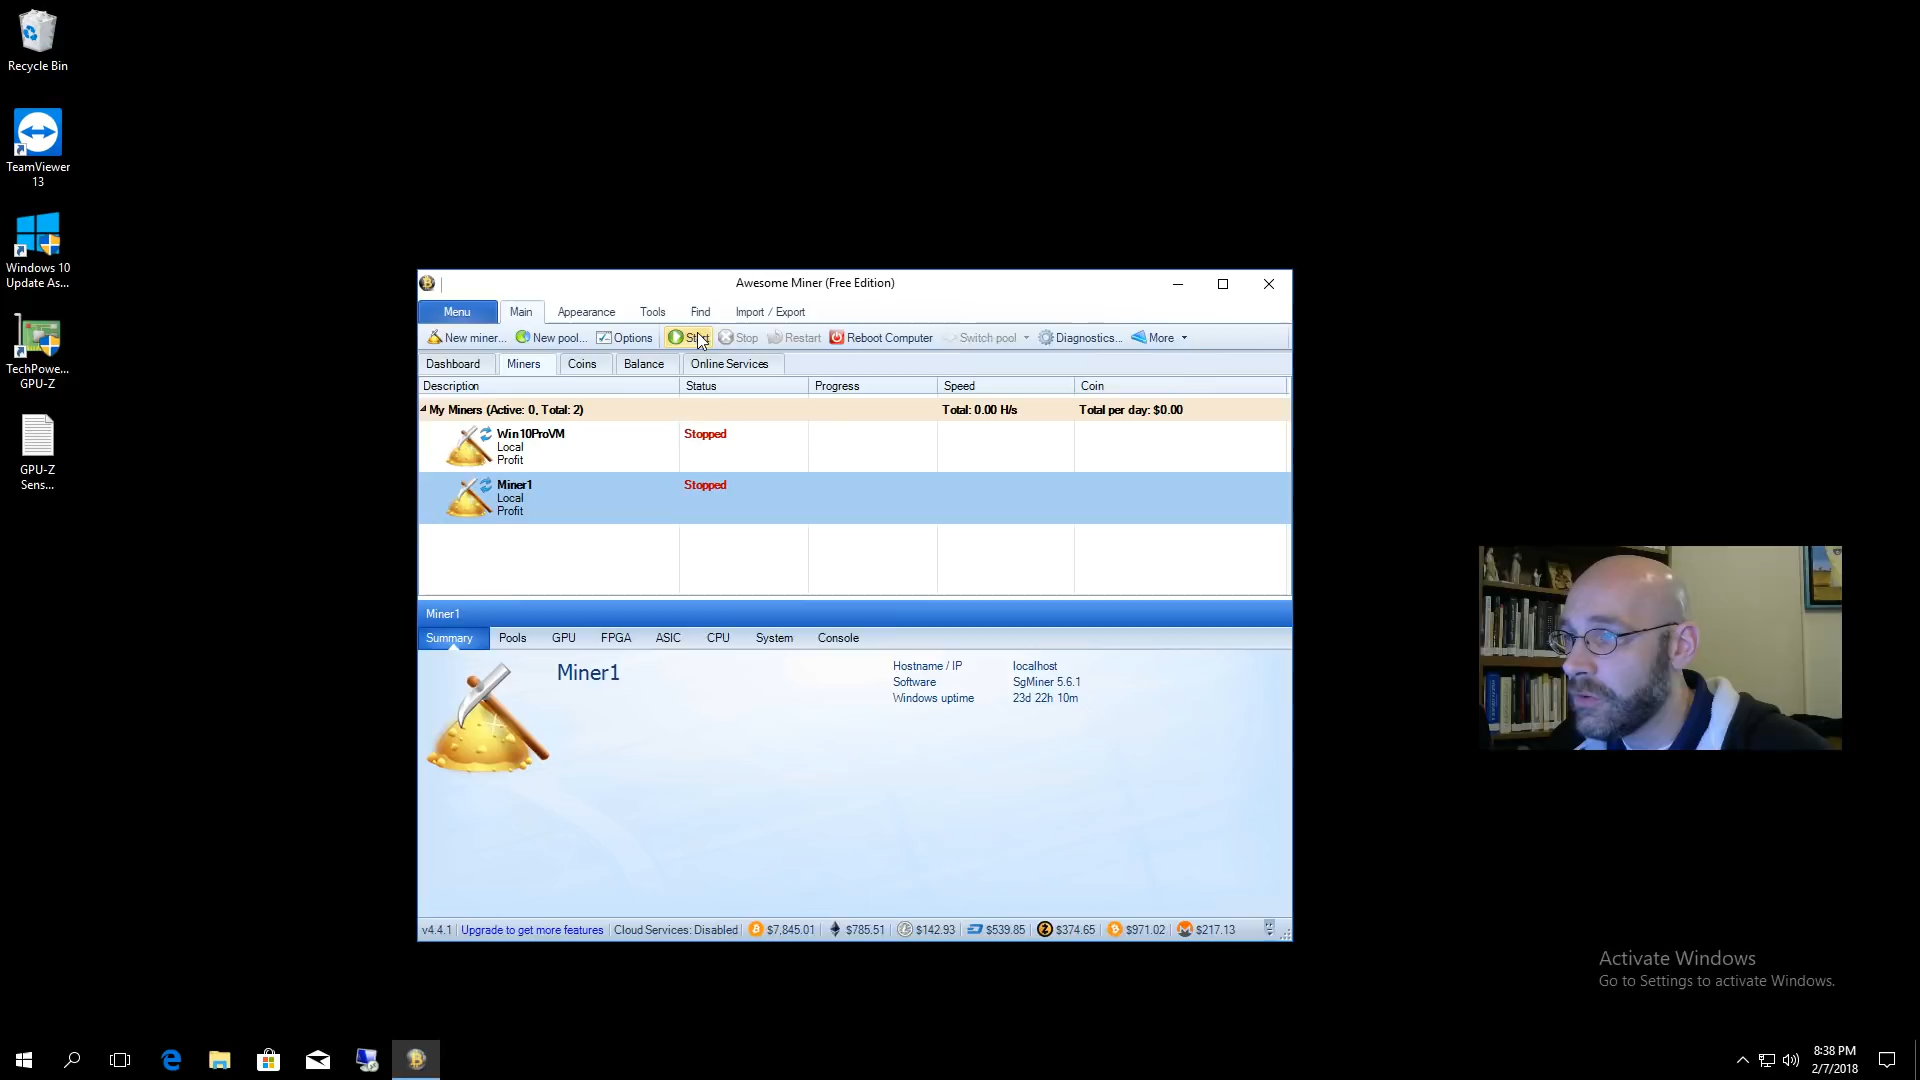 Recycle Bin
TeamViewer
13
Windows 10
Update As...
TechPowe...
GPU-Z
GPU-Z
Sens...
Awesome Miner (Free Edition)
Menu Main Appearance Tools Find Import / Export
New miner... New pool... Options Start Stop Restart Reboot Computer Switch pool Diagnostics... More
Dashboard Miners Coins Balance Online Services
Description Status Progress Speed Coin
My Miners (Active: 0, Total: 2) Total: 0.00 H/s Total per day: $0.00
Win10ProVM Stopped
Local
Profit
Miner1 Stopped
Local
Profit
Miner1
Summary Pools GPU FPGA ASIC CPU System Console
Miner1
Hostname / IP localhost
Software SgMiner 5.6.1
Windows uptime 23d 22h 10m
v4.4.1 Upgrade to get more features Cloud Services: Disabled $7,845.01 $785.51 $142.93 $539.85 $374.65 $971.02 $217.13
Activate Windows
Go to Settings to activate Windows.
8:38 PM
2/7/2018